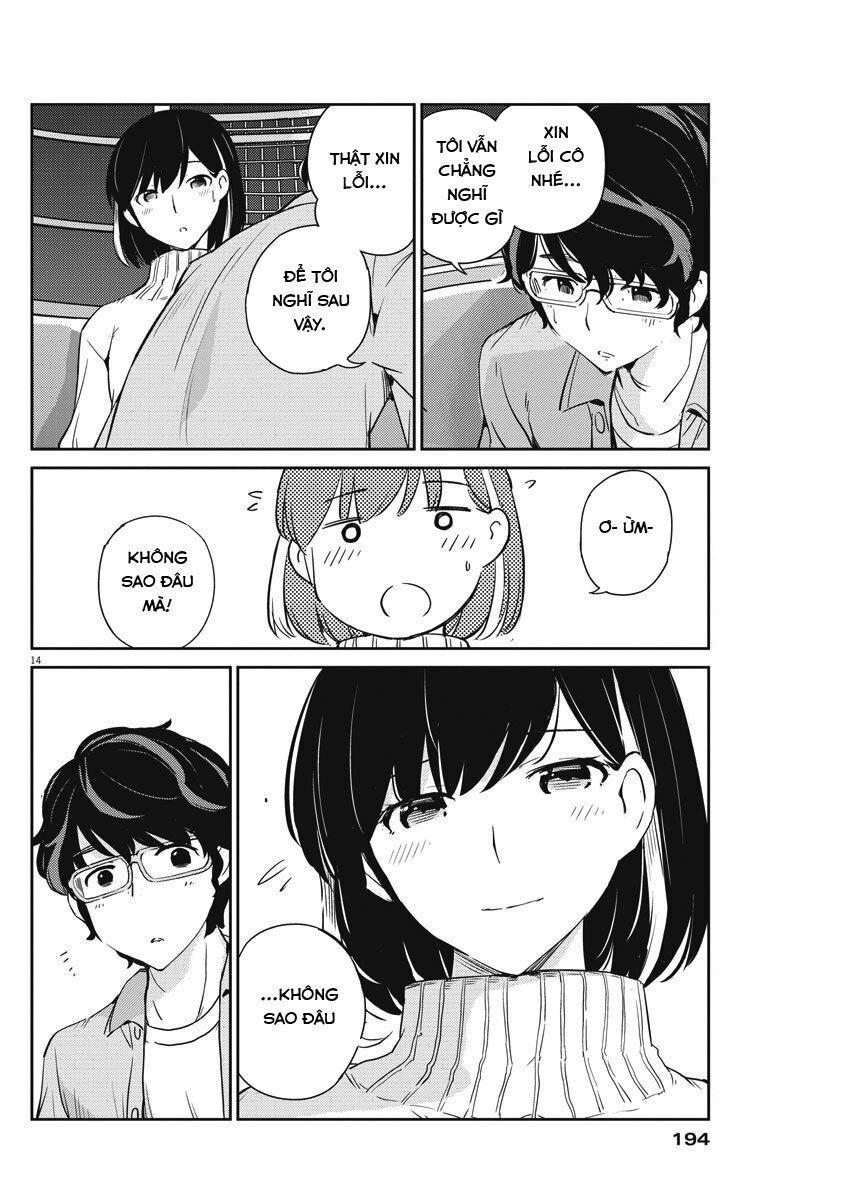 XIN
LỖI CÔ
NHÉ...
TÔI VẪN
CHẲNG
NGHĨ
ĐƯỢC GÌ
THẬT XIN
LỖI...
ĐỂ TÔI
NGHĨ SAU
VẬY.
Ơ- ỪM-
KHÔNG
SAO ĐÂU
MÀ!
14
...KHÔNG
SAO ĐÂU
194